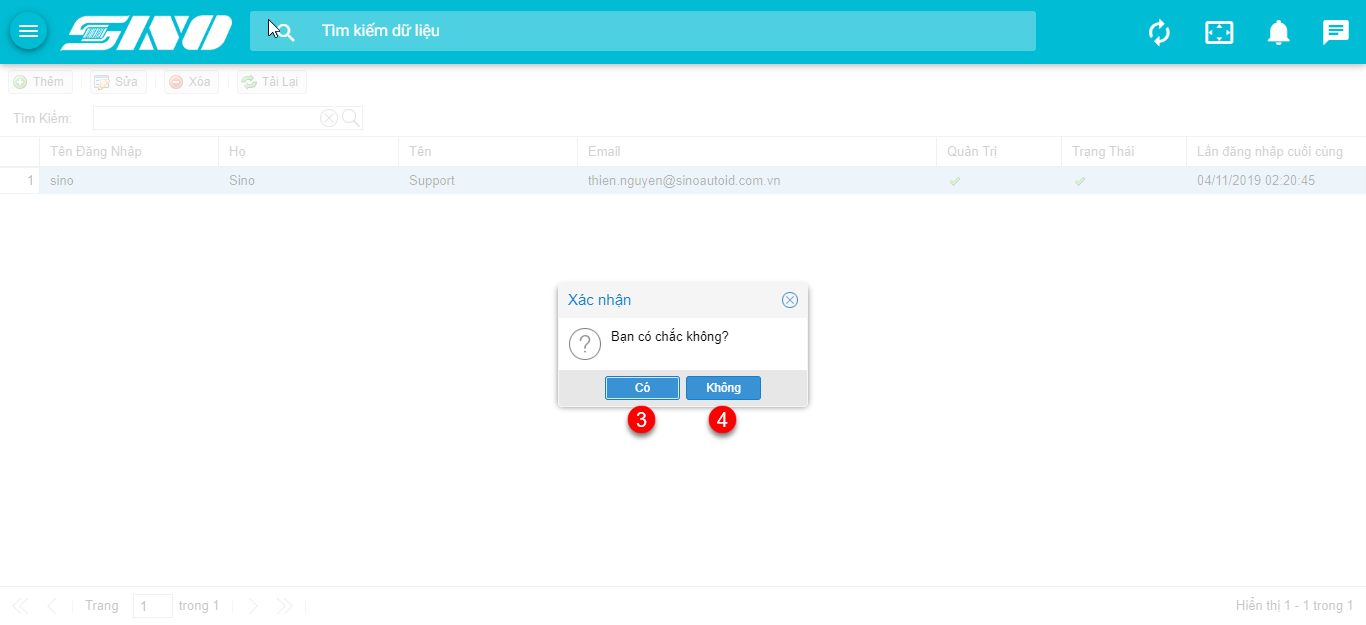 SINO Tìm kiếm dữ liệu
Thêm Sửa Xóa Tải Lại
Tìm Kiếm:
Tên Đăng Nhập Họ Tên Email Quản Trị Trạng Thái Lần đăng nhập cuối cùng
1 sino Sino Support thien.nguyen@sinoautoid.com.vn 04/11/2019 02:20:45
Xác nhận
? Bạn có chắc không?
Có Không
3 4
Trang 1 trong 1 Hiển thị 1 - 1 trong 1